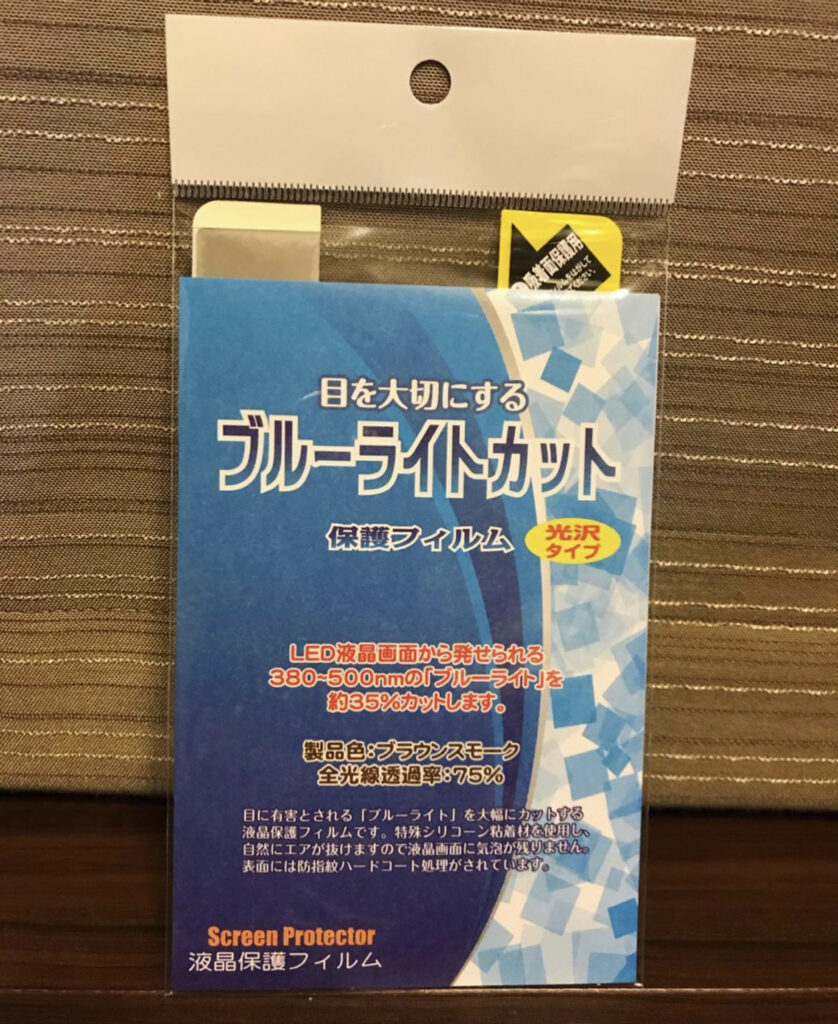 吸着面保護用
目を大切にする
ブルーライトカット
保護フィルム
光沢
タイプ
LED液晶画面から発せられる
380~500nmの「ブルーライト」を
約35%カットします。
製品色:ブラウンスモーク
全光線透過率:75%
目に有害とされる「ブルーライト」を大幅にカットする
液晶保護フィルムです。特殊シリコーン粘着材を使用し、
自然にエアが抜けますので液晶画面に気泡が残りません。
表面には防指紋ハードコート処理がされています。
Screen Protector
液晶保護フィルム